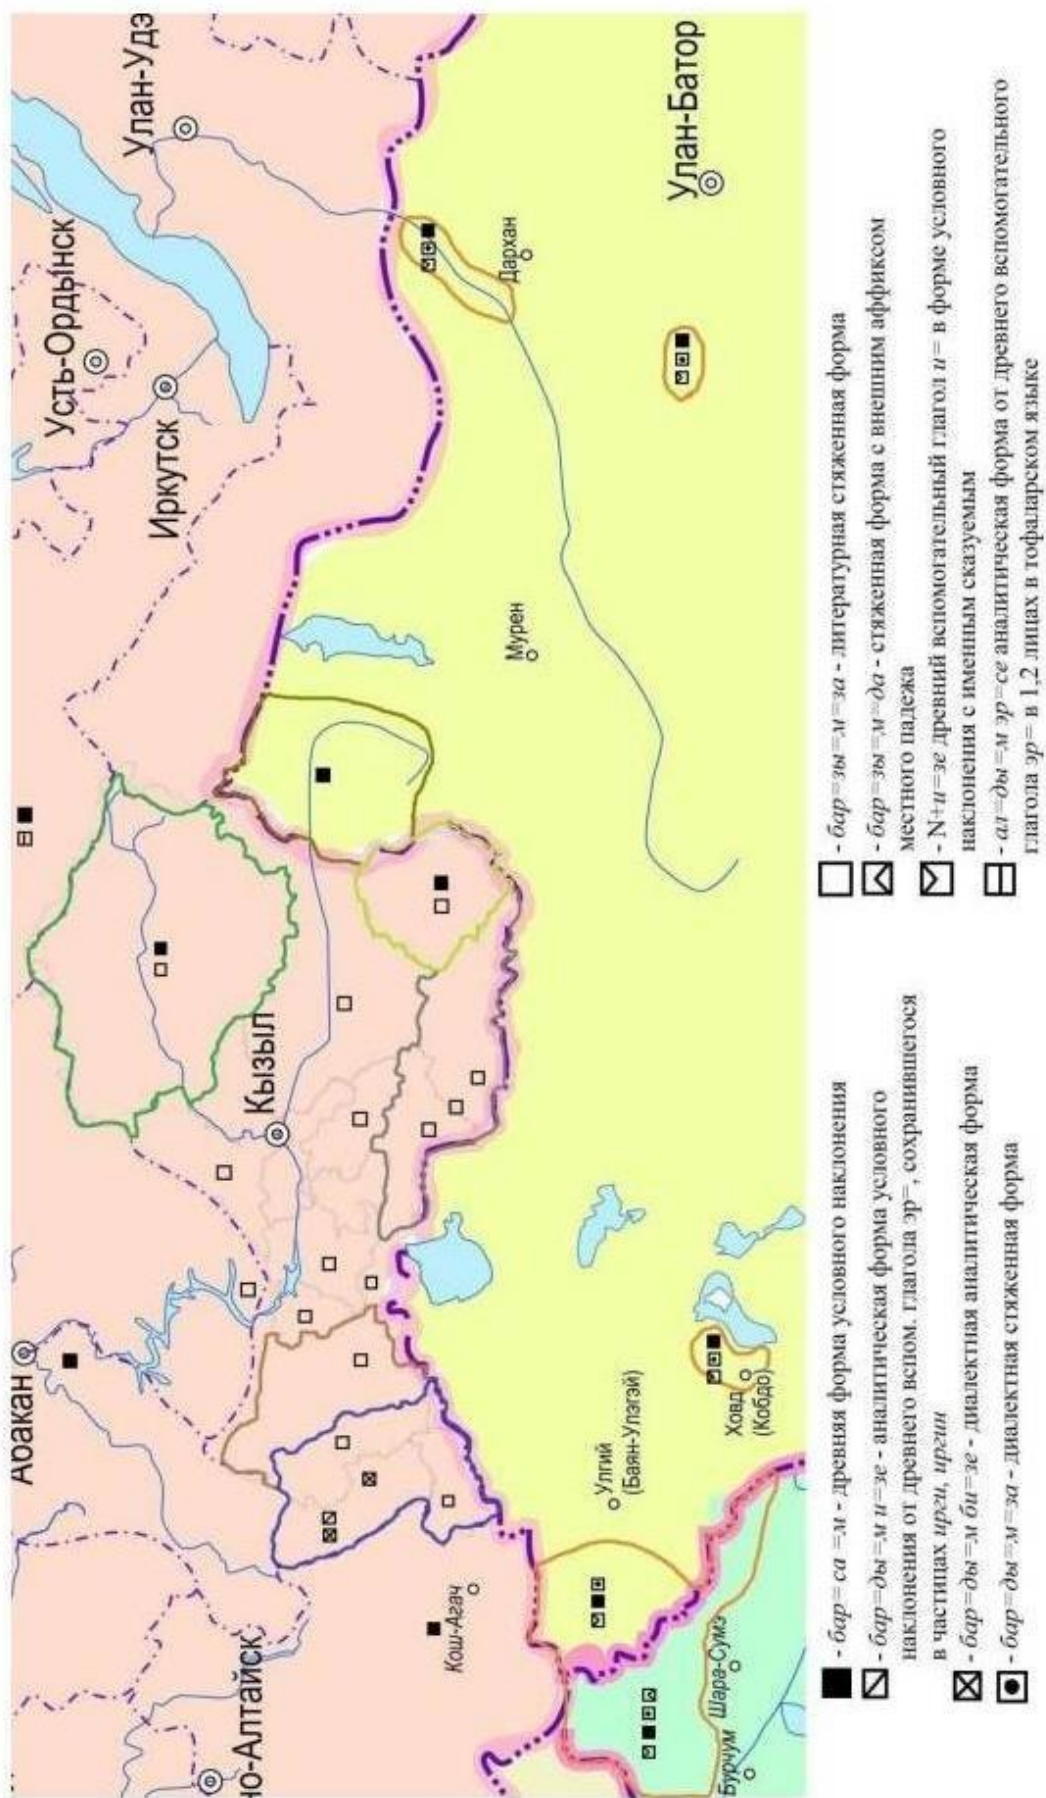 Абакан
Усть-Ордынск
Улан-Удэ
Иркутск
Кызыл
но-Алтайск
Кош-Агач
Мурен
Дархан
Улан-Батор
Улгий
(Баян-Улэгэй)
Ховд
(Кобдо)
Шара-Сумэ
Бурчум
- бар=са=м - древняя форма условного наклонения
- бар=ды=м и=зе - аналитическая форма условного
наклонения от древнего вспом. глагола эр=, сохранившегося
в частицах ирги, иргин
- бар=ды=м би=зе - диалектная аналитическая форма
- бар=ды=м=за - диалектная стяженная форма
- бар=зы=м=за - литературная стяженная форма
- бар=зы=м=да - стяженная форма с внешним аффиксом
местного падежа
- N+и=зе древний вспомогательный глагол и= в форме условного
наклонения с именным сказуемым
- ал=ды=м эр=се аналитическая форма от древнего вспомогательного
глагола эр= в 1,2 лицах в тофаларском языке